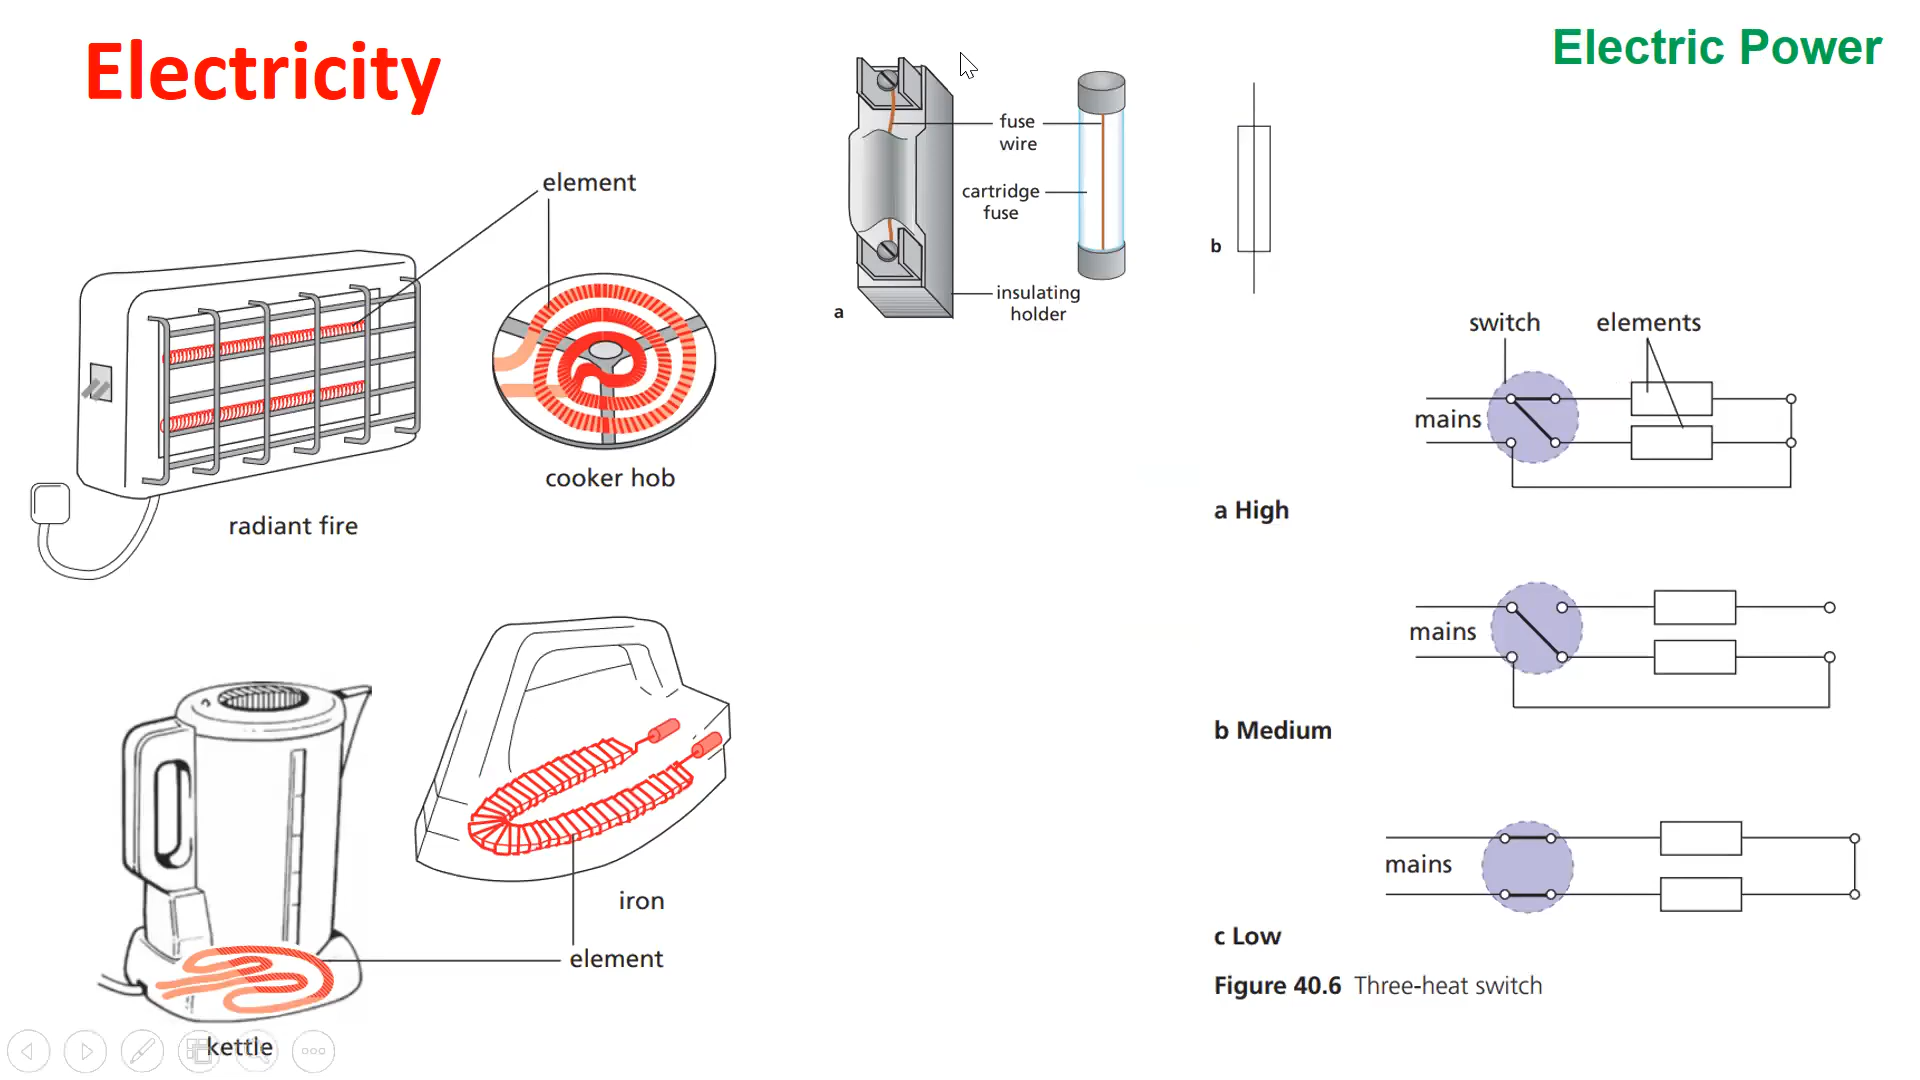 Electricity
Electric Power
element
radiant fire
cooker hob
kettle
iron
element
fuse
wire
cartridge
fuse
insulating
holder
a
b
switch
elements
mains
a High
mains
b Medium
mains
c Low
Figure 40.6 Three-heat switch